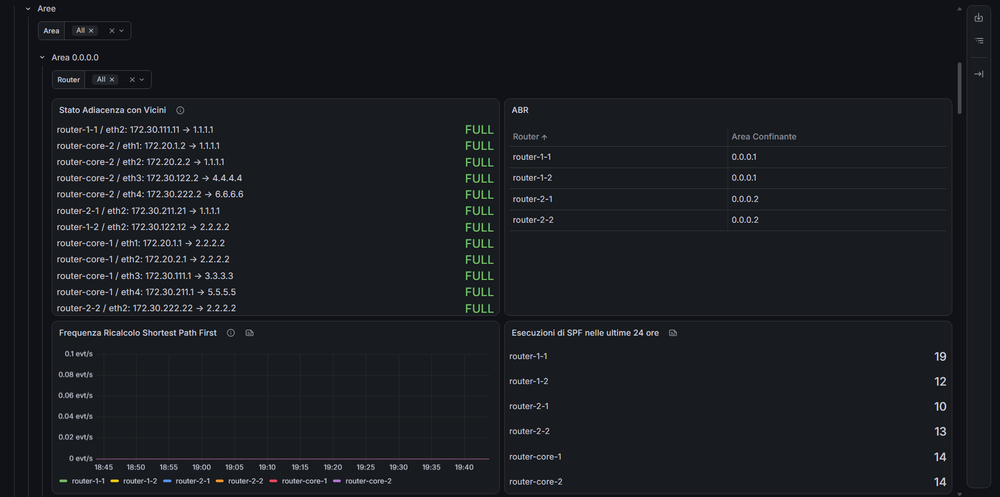 Aree
Area All
Area 0.0.0.0
Router All
Stato Adiacenza con Vicini
router-1-1 / eth2: 172.30.111.11 → 1.1.1.1 FULL
router-core-2 / eth1: 172.20.1.2 → 1.1.1.1 FULL
router-core-2 / eth2: 172.20.2.2 → 1.1.1.1 FULL
router-core-2 / eth3: 172.30.122.2 → 4.4.4.4 FULL
router-core-2 / eth4: 172.30.222.2 → 6.6.6.6 FULL
router-2-1 / eth2: 172.30.211.21 → 1.1.1.1 FULL
router-1-2 / eth2: 172.30.122.12 → 2.2.2.2 FULL
router-core-1 / eth1: 172.20.1.1 → 2.2.2.2 FULL
router-core-1 / eth2: 172.20.2.1 → 2.2.2.2 FULL
router-core-1 / eth3: 172.30.111.1 → 3.3.3.3 FULL
router-core-1 / eth4: 172.30.211.1 → 5.5.5.5 FULL
router-2-2 / eth2: 172.30.222.22 → 2.2.2.2 FULL
ABR
Router ↑ Area Confinante
router-1-1 0.0.0.1
router-1-2 0.0.0.1
router-2-1 0.0.0.2
router-2-2 0.0.0.2
Frequenza Ricalcolo Shortest Path First
0.1 evt/s
0.08 evt/s
0.06 evt/s
0.04 evt/s
0.02 evt/s
0 evt/s
18:45 18:50 18:55 19:00 19:05 19:10 19:15 19:20 19:25 19:30 19:35 19:40
router-1-1 router-1-2 router-2-1 router-2-2 router-core-1 router-core-2
Esecuzioni di SPF nelle ultime 24 ore
router-1-1 19
router-1-2 12
router-2-1 10
router-2-2 13
router-core-1 14
router-core-2 14